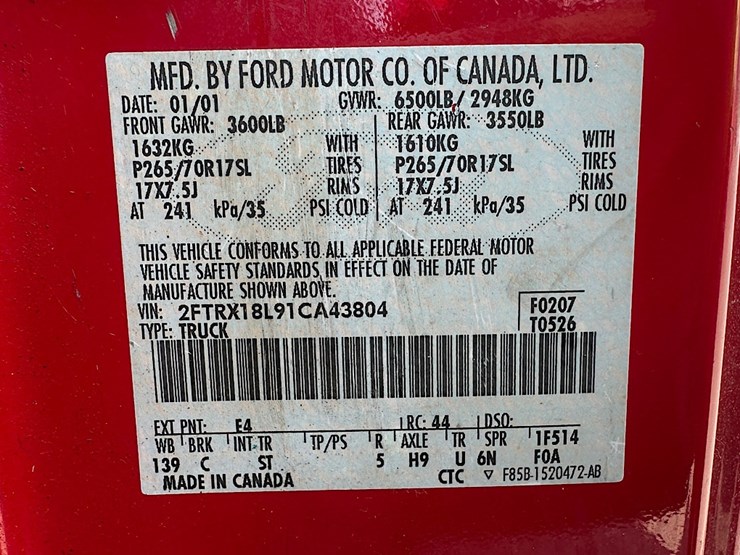 MFD. BY FORD MOTOR CO. OF CANADA, LTD.
DATE: 01/01 GVWR: 6500LB/ 2948KG
FRONT GAWR: 3600LB REAR GAWR: 3550LB
1632KG WITH 1610KG WITH
P265/70R17SL TIRES P265/70R17SL TIRES
17X7.5J RIMS 17X7.5J RIMS
AT 241 kPa/35 PSI COLD AT 241 kPa/35 PSI COLD
THIS VEHICLE CONFORMS TO ALL APPLICABLE FEDERAL MOTOR
VEHICLE SAFETY STANDARDS IN EFFECT ON THE DATE OF
MANUFACTURE SHOWN ABOVE.
VIN: 2FTRX18L91CA43804 F0207
TYPE: TRUCK T0526
EXT PNT: E4 RC: 44 DSO:
WB BRK INT TR TP/PS R AXLE TR SPR 1F514
139 C ST 5 H9 U 6N F0A
MADE IN CANADA CTC ▽ F85B-1520472-AB